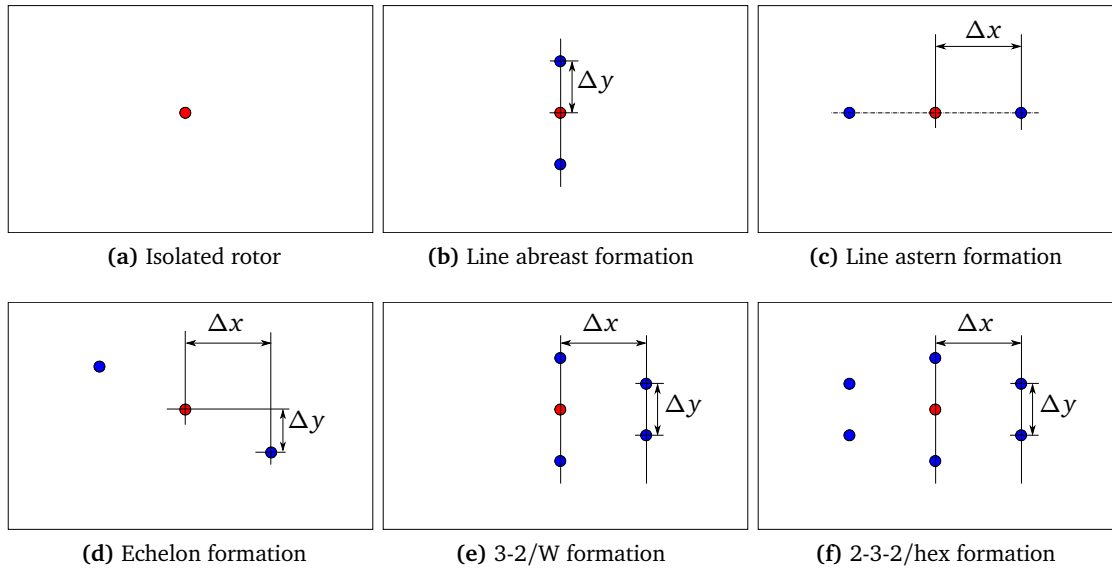 Δy
Δx
(a) Isolated rotor
(b) Line abreast formation
(c) Line astern formation
Δx
Δy
Δx
Δy
Δx
Δy
(d) Echelon formation
(e) 3-2/W formation
(f) 2-3-2/hex formation